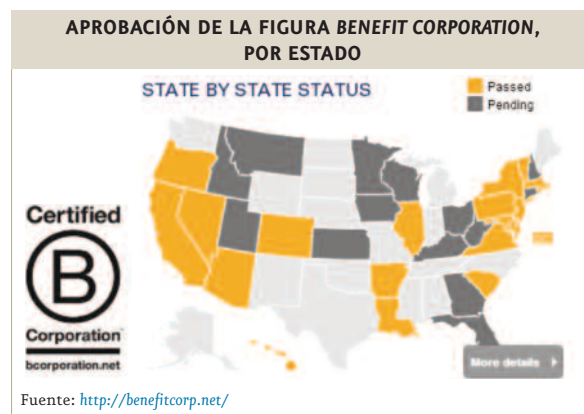 APROBACIÓN DE LA FIGURA BENEFIT CORPORATION,
POR ESTADO
STATE BY STATE STATUS
Passed
Pending
Certified
B
Corporation
bcorporation.net
More details
Fuente: http://benefitcorp.net/